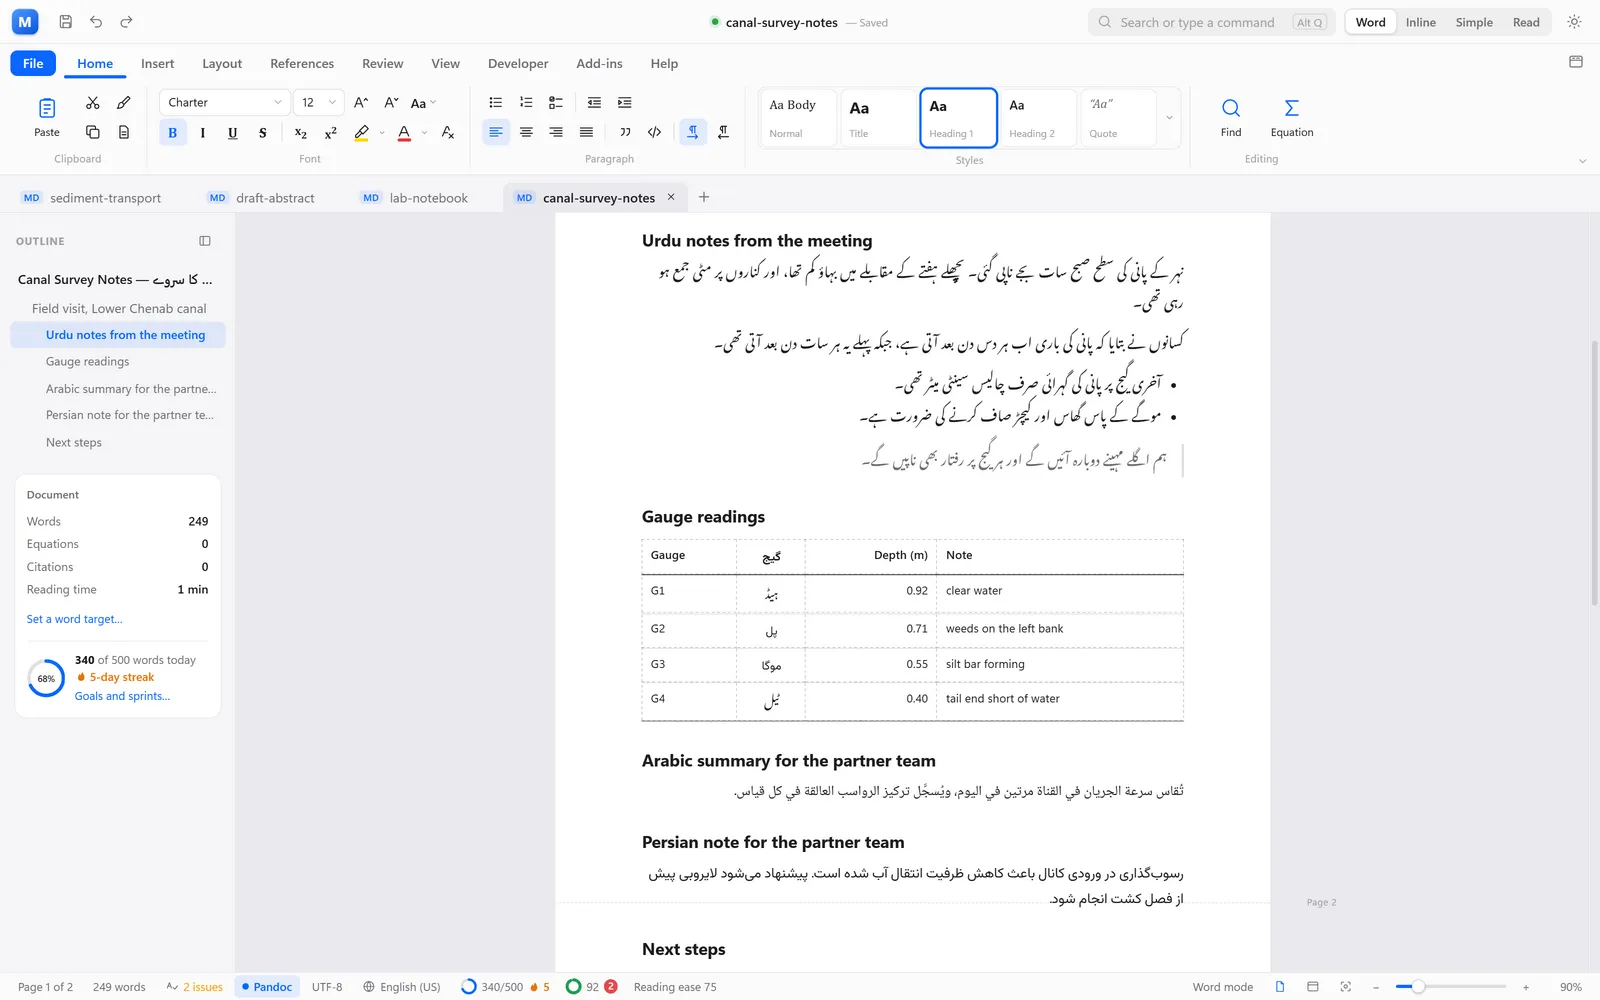 M
canal-survey-notes — Saved
Search or type a command Alt Q
Word Inline Simple Read
File Home Insert Layout References Review View Developer Add-ins Help
Paste
Clipboard
Charter 12 A^ A˅ Aa
B I U S x₂ x² A
Font
Paragraph
Aa Body Normal
Aa Title
Aa Heading 1
Aa Heading 2
“Aa” Quote
Styles
Find Equation
Editing
MD sediment-transport
MD draft-abstract
MD lab-notebook
MD canal-survey-notes × +
OUTLINE
Canal Survey Notes — کا سروے ...
Field visit, Lower Chenab canal
Urdu notes from the meeting
Gauge readings
Arabic summary for the partne...
Persian note for the partner te...
Next steps
Document
Words 249
Equations 0
Citations 0
Reading time 1 min
Set a word target...
68%
340 of 500 words today
5-day streak
Goals and sprints...
Urdu notes from the meeting
نہر کے پانی کی سطح صبح سات بجے ناپی گئی۔ پچھلے ہفتے کے مقابلے میں بہاؤ کم تھا، اور کناروں پر مٹی جمع ہو
رہی تھی۔
کسانوں نے بتایا کہ پانی کی باری اب ہر دس دن بعد آتی ہے، جبکہ پہلے یہ ہر سات دن بعد آتی تھی۔
• آخری گیج پر پانی کی گہرائی صرف چالیس سینٹی میٹر تھی۔
• موگے کے پاس گھاس اور کیچڑ صاف کرنے کی ضرورت ہے۔
ہم اگلے مہینے دوبارہ آئیں گے اور ہر گیج پر رفتار بھی ناپیں گے۔
Gauge readings
Gauge گیج Depth (m) Note
G1 ہیڈ 0.92 clear water
G2 پل 0.71 weeds on the left bank
G3 موگا 0.55 silt bar forming
G4 ٹیل 0.40 tail end short of water
Arabic summary for the partner team
تُقاس سرعة الجريان في القناة مرتين في اليوم، ويُسجَّل تركيز الرواسب العالقة في كل قياس.
Persian note for the partner team
رسوب‌گذاری در ورودی کانال باعث کاهش ظرفیت انتقال آب شده است. پیشنهاد می‌شود لایروبی پیش
از فصل کشت انجام شود.
Page 2
Next steps
Page 1 of 2 249 words 2 issues Pandoc UTF-8 English (US) 340/500 5 92 2 Reading ease 75 Word mode − + 90%